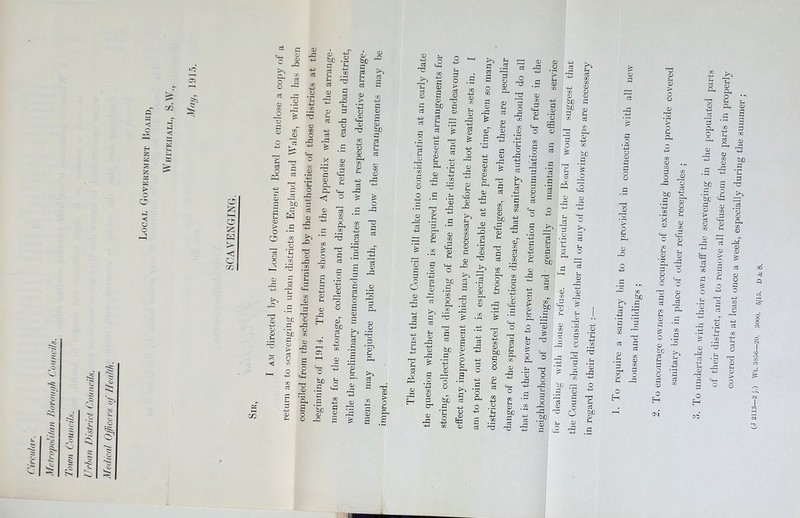 Circular.
Metropolitan Borough Councils.
Town Councils.
Urban District Councils.
Medical Officers of Health.
Local Government Board,
Whitehall, S.W.,
May, 1915.
SCAVENGING.
Sir,
I am directed by the Local Government Board to enclose a copy of a
return as to scavenging in urban districts in England and Wales, which has been
compiled from the schedules furnished by the authorities of those districts at the
beginning of 1914. The return shows in the Appendix what are the arrange-
ments for the storage, collection and disposal of refuse in each urban district,
while the preliminary memorandum indicates in what respects defective arrange-
ments may prejudice public health, and how these arrangements may be
improved.
The Board trust that the Council will take into consideration at an early date
the question whether any alteration is required in the present arrangements for
storing, collecting and disposing of refuse in their district and will endeavour to
effect any improvement which may be necessary before the hot weather sets in. I
am to point out that it is especially desirable at the present time, when so many
districts are congested with troops and refugees, and when there are peculiar
dangers of the spread of infectious disease, that sanitary authorities should do all
that is in their power to prevent the retention of accumulations of refuse in the
neighbourhood of dwellings, and generally to maintain an efficient service
for dealing with house refuse. In particular the Board would suggest that
the Council should consider whether all or any of the following steps are necessary
in regard to their district :—
1. To require a sanitary bin to be provided in connection with all new
houses and buildings ;
2. To encourage owners and occupiers of existing houses to provide covered
sanitary bins in place of other refuse receptacles ;
3. To undertake with their own staff the scavenging in the populated parts
of their district, and to remove all refuse from these parts in properly
covered carts at least once a week, especially during the summer ;
(J 2113—2 j.) Wt. 3056—20. 3000. 5/15. D & S.